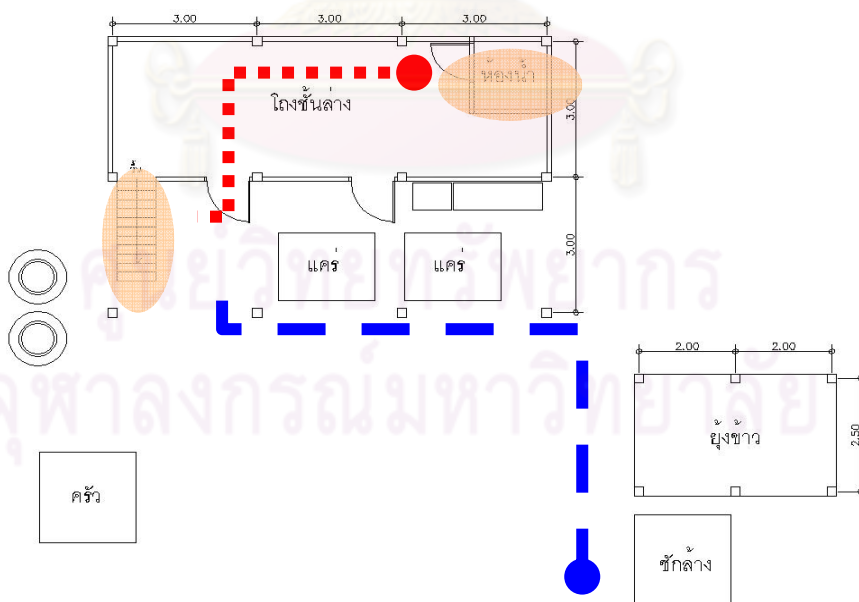 3.00 3.00 3.00
ห้องน้ำ
โถงชั้นล่าง
3.00
ขึ้น
3.00
แคร่ แคร่
ศูนย์วิทยทรัพยากร
2.00 2.00
จุฬาลงกรณ์มหาวิทยาลัย
ยุ้งข้าว
2.50
ครัว
ซักล้าง